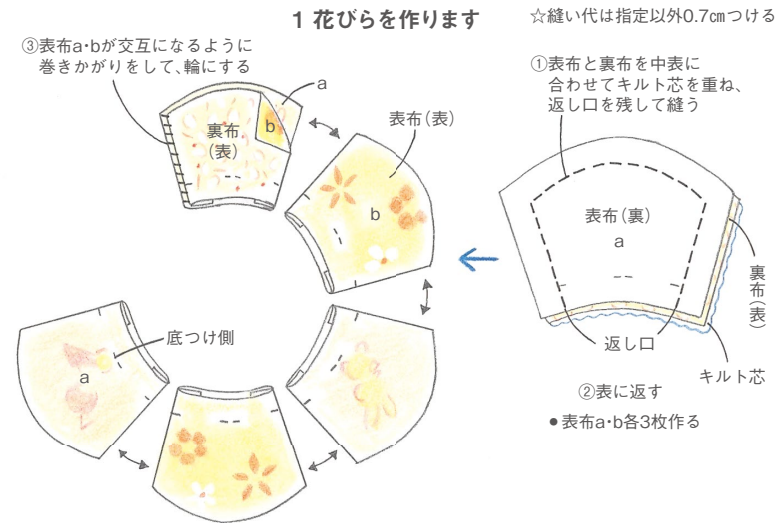 1 花びらを作ります
☆縫い代は指定以外0.7㎝つける
③表布a・bが交互になるように
巻きかがりをして、輪にする
a
b
裏布
(表)
表布(表)
b
底つけ側
a
①表布と裏布を中表に
合わせてキルト芯を重ね、
返し口を残して縫う
表布(裏)
a
裏布(表)
返し口
キルト芯
②表に返す
●表布a・b各3枚作る